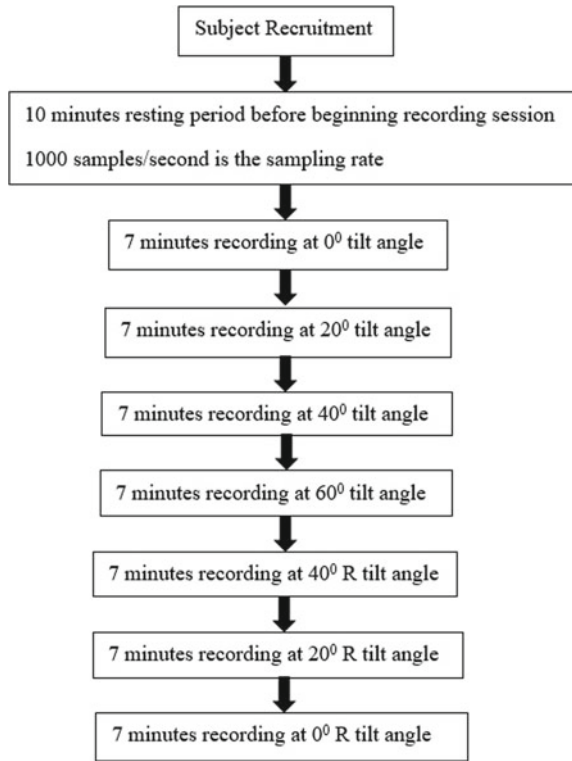 Subject Recruitment
10 minutes resting period before beginning recording session
1000 samples/second is the sampling rate
7 minutes recording at 0⁰ tilt angle
7 minutes recording at 20⁰ tilt angle
7 minutes recording at 40⁰ tilt angle
7 minutes recording at 60⁰ tilt angle
7 minutes recording at 40⁰ R tilt angle
7 minutes recording at 20⁰ R tilt angle
7 minutes recording at 0⁰ R tilt angle